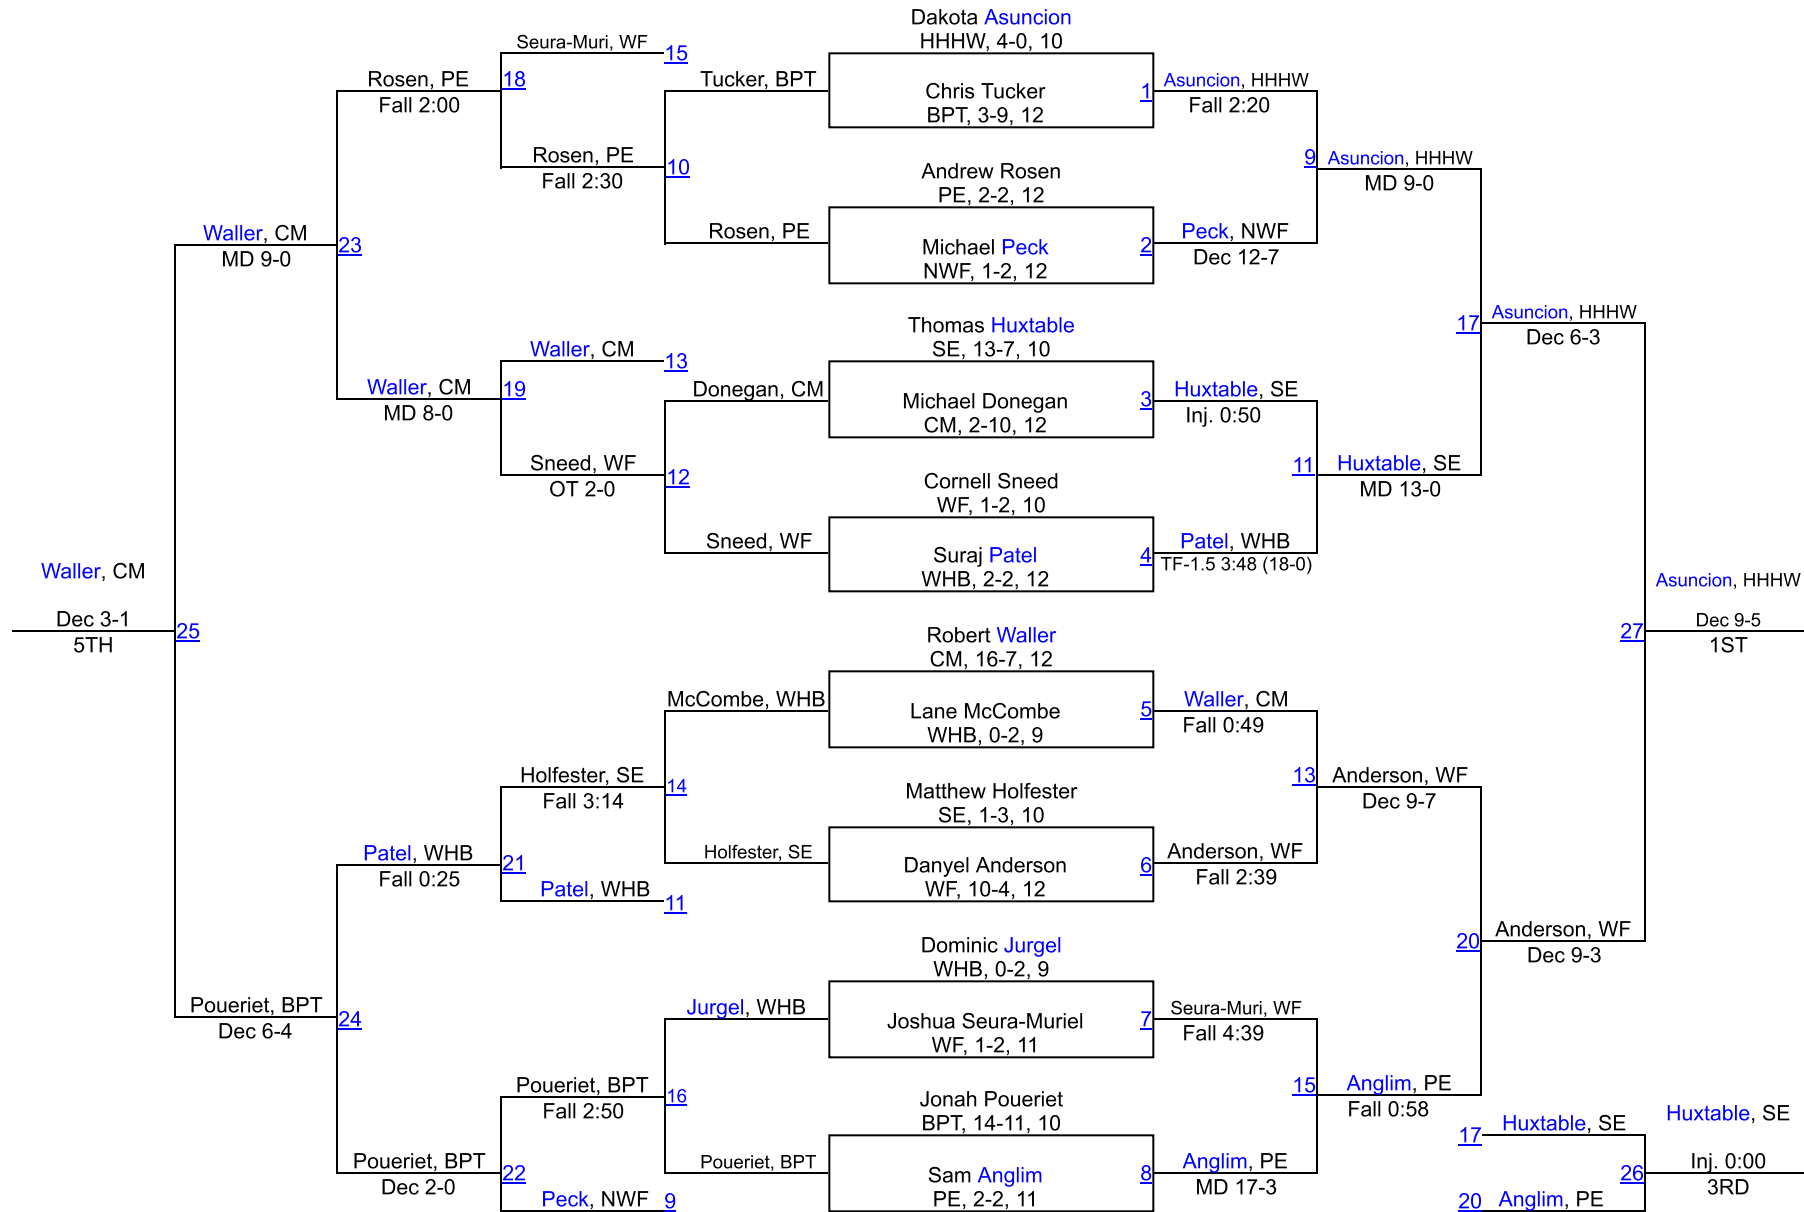 Dakota Asuncion
HHHW, 4-0, 10
Seura-Muri, WF
15
Rosen, PE
18
Fall 2:00
Tucker, BPT
Chris Tucker
BPT, 3-9, 12
1
Asuncion, HHHW
Fall 2:20
Rosen, PE
Fall 2:30
10
Andrew Rosen
PE, 2-2, 12
9
Asuncion, HHHW
MD 9-0
Waller, CM
MD 9-0
23
Rosen, PE
Michael Peck
NWF, 1-2, 12
2
Peck, NWF
Dec 12-7
Thomas Huxtable
SE, 13-7, 10
17
Asuncion, HHHW
Dec 6-3
Waller, CM
13
Waller, CM
MD 8-0
19
Donegan, CM
Michael Donegan
CM, 2-10, 12
3
Huxtable, SE
Inj. 0:50
Sneed, WF
OT 2-0
12
Cornell Sneed
WF, 1-2, 10
11
Huxtable, SE
MD 13-0
Sneed, WF
Suraj Patel
WHB, 2-2, 12
4
Patel, WHB
TF-1.5 3:48 (18-0)
Waller, CM
Dec 3-1
5TH
25
Asuncion, HHHW
27
Dec 9-5
1ST
Robert Waller
CM, 16-7, 12
McCombe, WHB
Lane McCombe
WHB, 0-2, 9
5
Waller, CM
Fall 0:49
Holfester, SE
Fall 3:14
14
Matthew Holfester
SE, 1-3, 10
13
Anderson, WF
Dec 9-7
Patel, WHB
Fall 0:25
21
Holfester, SE
Danyel Anderson
WF, 10-4, 12
6
Anderson, WF
Fall 2:39
Patel, WHB
11
Dominic Jurgel
WHB, 0-2, 9
20
Anderson, WF
Dec 9-3
Poueriet, BPT
Dec 6-4
24
Jurgel, WHB
Joshua Seura-Muriel
WF, 1-2, 11
7
Seura-Muri, WF
Fall 4:39
Poueriet, BPT
Fall 2:50
16
Jonah Poueriet
BPT, 14-11, 10
15
Anglim, PE
Fall 0:58
17
Huxtable, SE
Huxtable, SE
Poueriet, BPT
Dec 2-0
22
Poueriet, BPT
Sam Anglim
PE, 2-2, 11
8
Anglim, PE
MD 17-3
26
Inj. 0:00
3RD
Peck, NWF
9
20
Anglim, PE